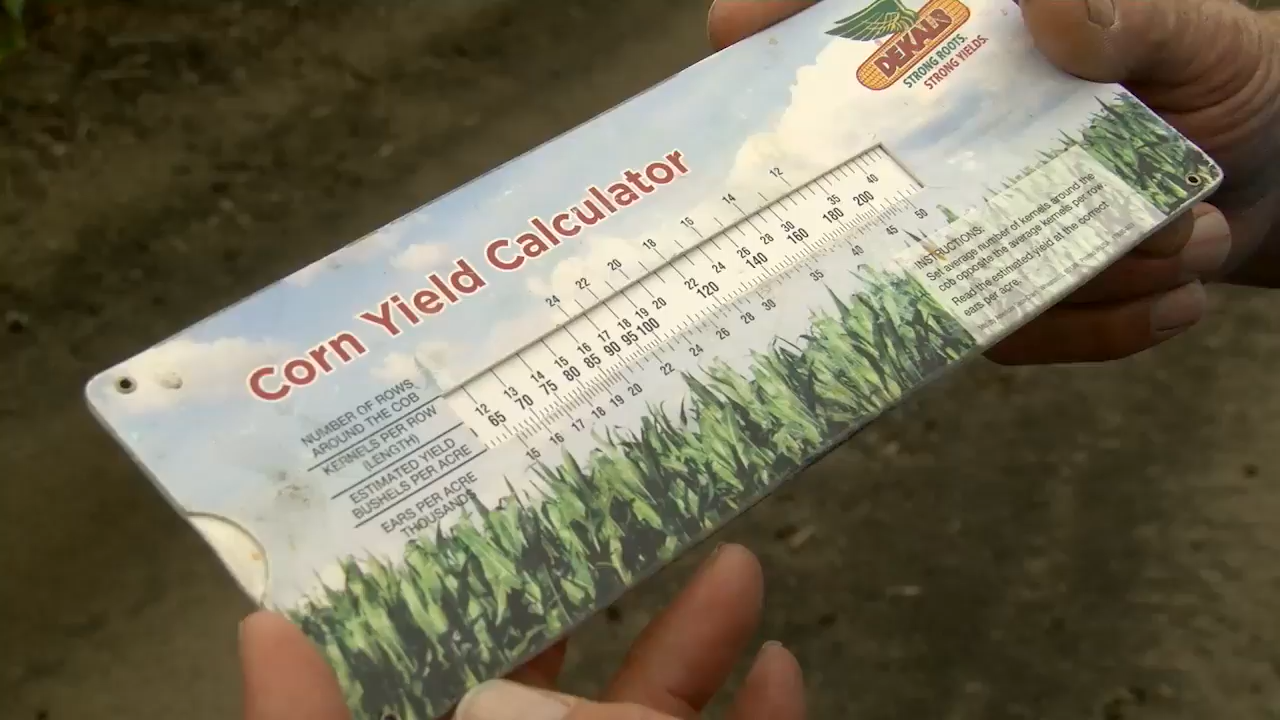 DEKALB
STRONG ROOTS.
STRONG YIELDS.
Corn Yield Calculator
NUMBER OF ROWS
AROUND THE COB
24 22 20 18 16 14 12
KERNELS PER ROW
(LENGTH)
12 13 14 15 16 17 18 19 20 22 24 26 28 30 35 40
ESTIMATED YIELD
BUSHELS PER ACRE
65 70 75 80 85 90 95 100 120 140 160 180 200
EARS PER ACRE
THOUSANDS
15 16 17 18 19 20 22 24 26 28 30 35 40 45 50
INSTRUCTIONS:
Set average number of kernels around the
cob opposite the average kernels per row.
Read the estimated yield at the correct
ears per acre.